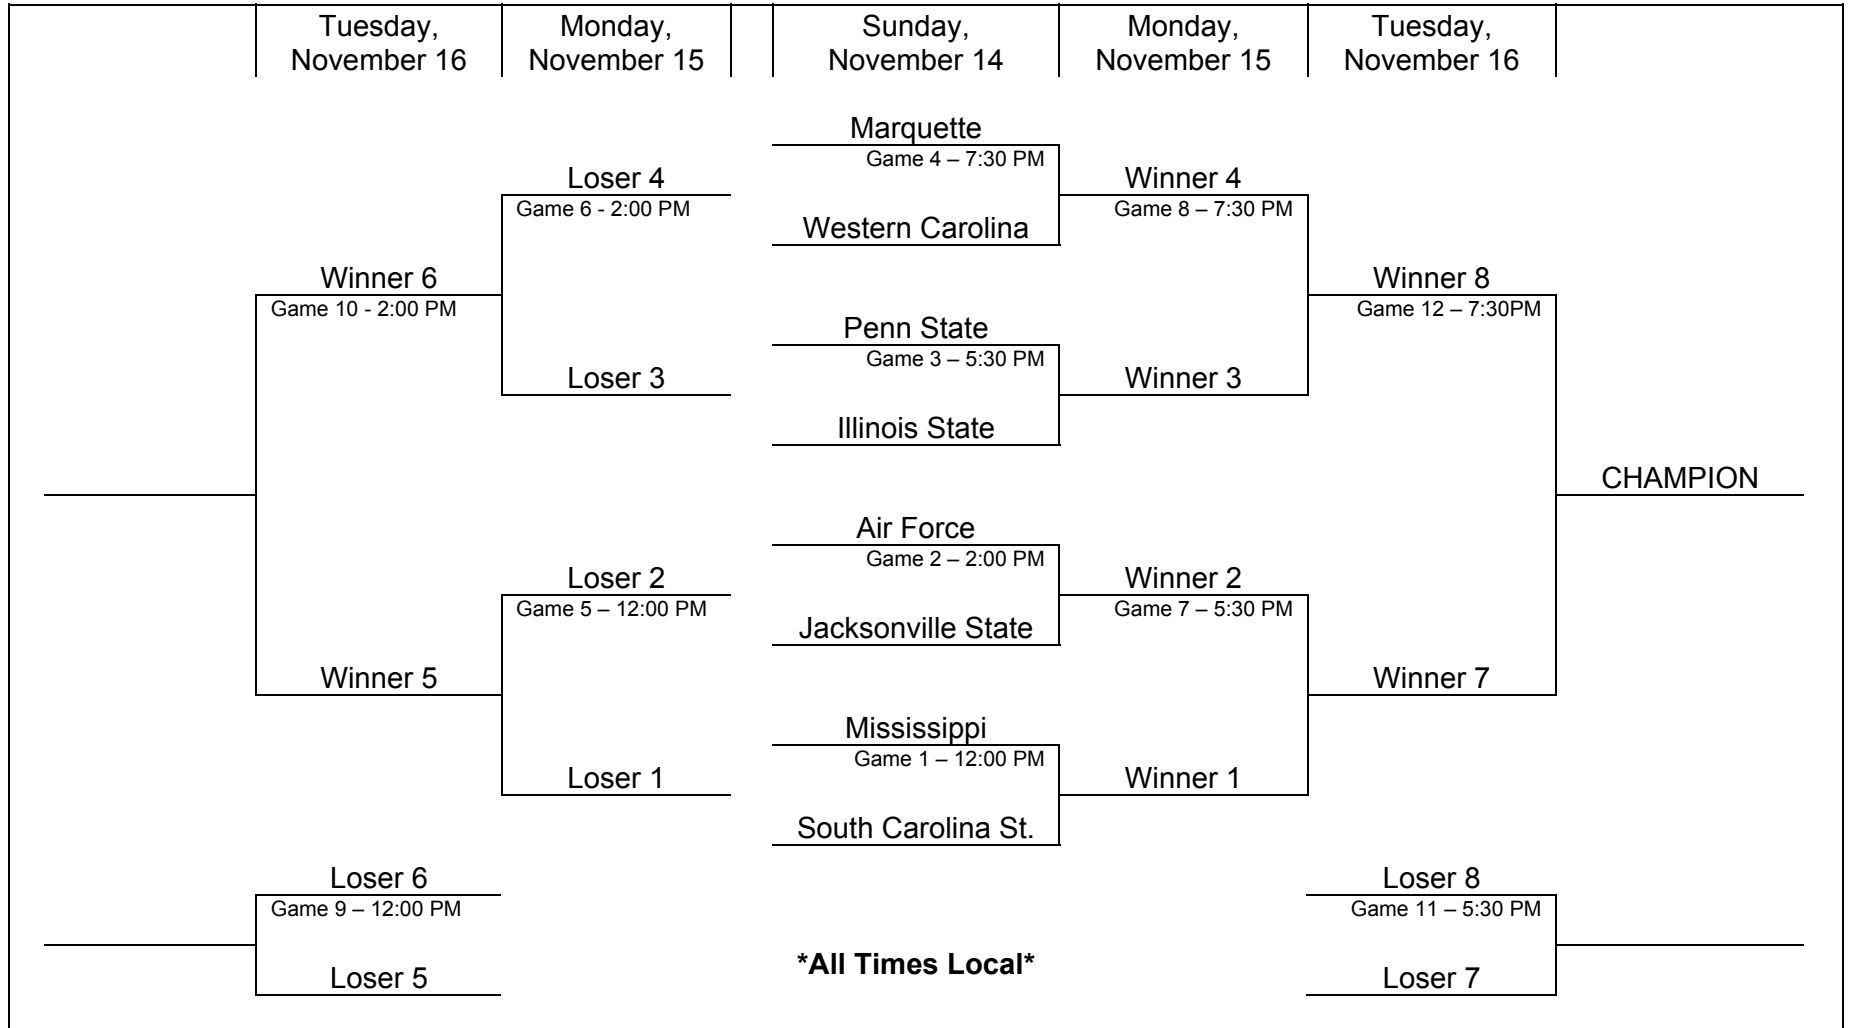 Tuesday,
November 16
Monday,
November 15
Sunday,
November 14
Monday,
November 15
Tuesday,
November 16
Marquette
Game 4 – 7:30 PM
Loser 4
Winner 4
Game 6 - 2:00 PM
Game 8 – 7:30 PM
Western Carolina
Winner 6
Winner 8
Game 10 - 2:00 PM
Game 12 – 7:30PM
Penn State
Game 3 – 5:30 PM
Loser 3
Winner 3
Illinois State
CHAMPION
Air Force
Game 2 – 2:00 PM
Loser 2
Winner 2
Game 5 – 12:00 PM
Game 7 – 5:30 PM
Jacksonville State
Winner 5
Winner 7
Mississippi
Game 1 – 12:00 PM
Loser 1
Winner 1
South Carolina St.
Loser 6
Loser 8
Game 9 – 12:00 PM
Game 11 – 5:30 PM
*All Times Local*
Loser 5
Loser 7